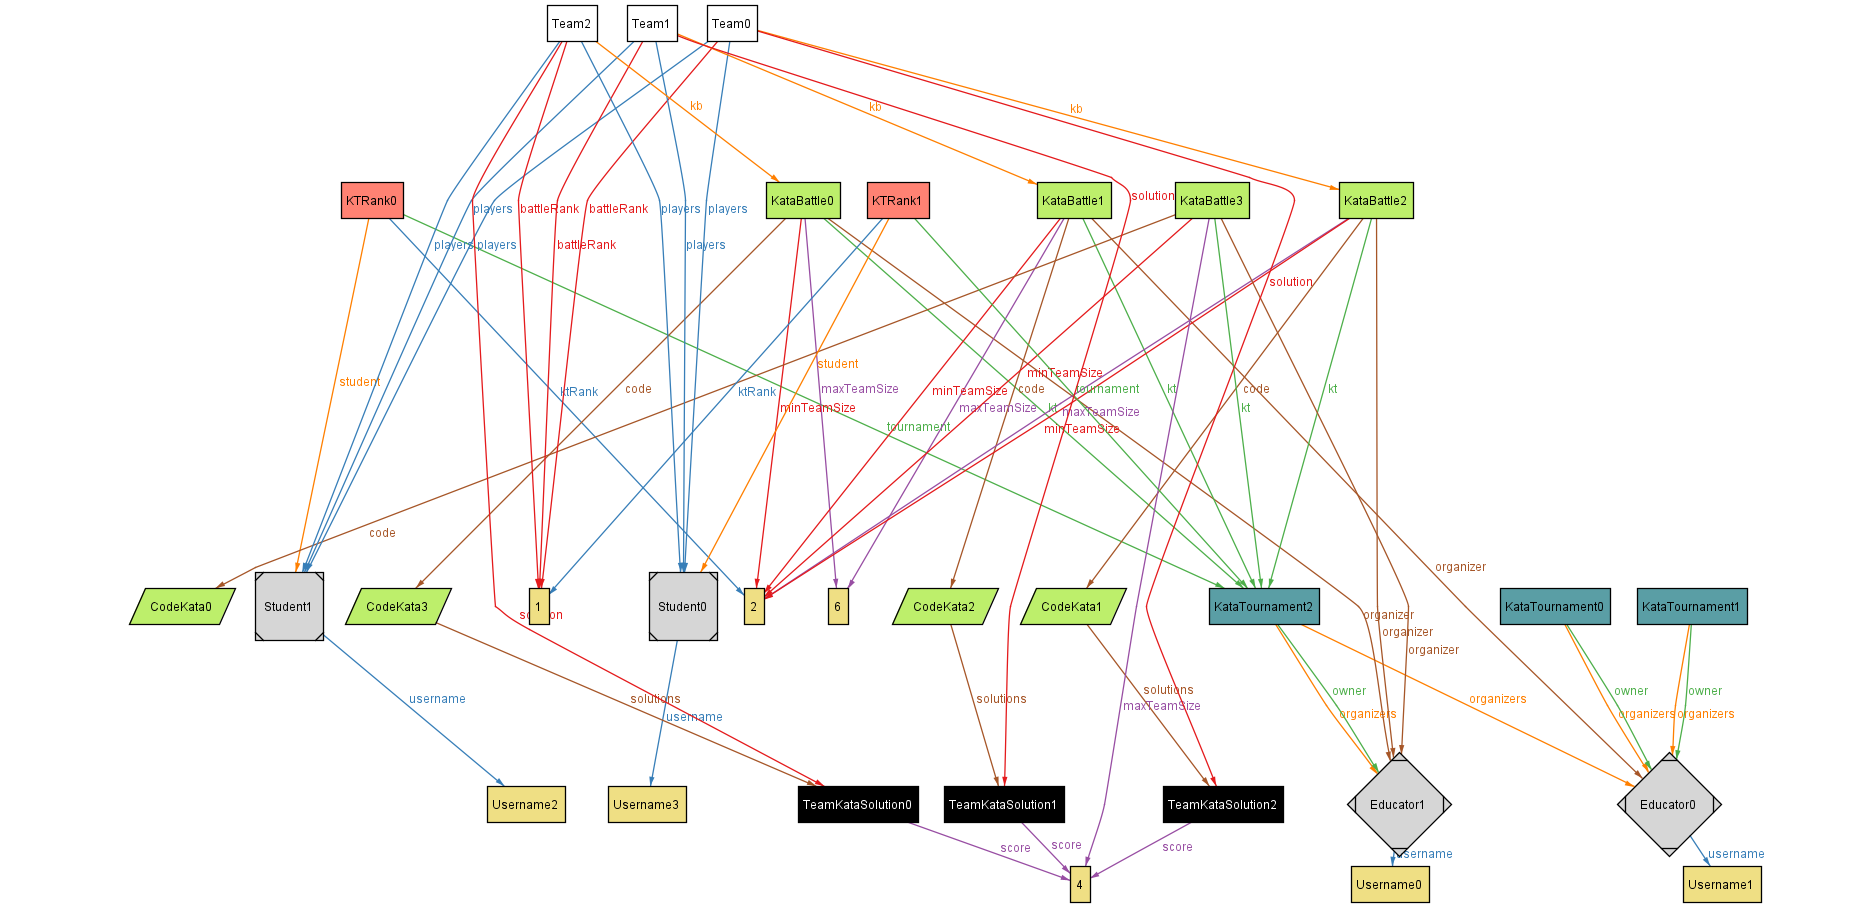 Team2
Team1
Team0
kb
kb
kb
KTRank0
KataBattle0
KTRank1
KataBattle1
solution
KataBattle3
KataBattle2
players
battleRank
battleRank
players
players
players
players
battleRank
players
solution
student
ktRank
code
student
maxTeamSize
minTeamSize
ktRank
minTeamSize
minTeamSize
code
tournament
kt
code
kt
maxTeamSize
kt
maxTeamSize
kt
tournament
minTeamSize
code
organizer
CodeKata0
Student1
CodeKata3
solution
1
Student0
2
6
CodeKata2
CodeKata1
KataTournament2
KataTournament0
KataTournament1
organizer
organizer
organizer
username
solutions
username
solutions
solutions
maxTeamSize
owner
organizers
organizers
owner
organizers
owner
organizers
Username2
Username3
TeamKataSolution0
TeamKataSolution1
TeamKataSolution2
Educator1
Educator0
score
score
score
username
username
4
Username0
Username1